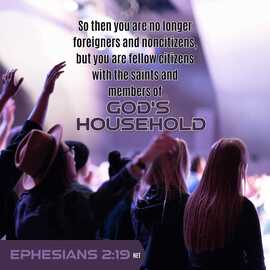 So then you are no longer
foreigners and noncitizens,
but you are fellow citizens
with the saints and
members of
GOD'S
HOUSEHOLD
EPHESIANS 2:19 NET